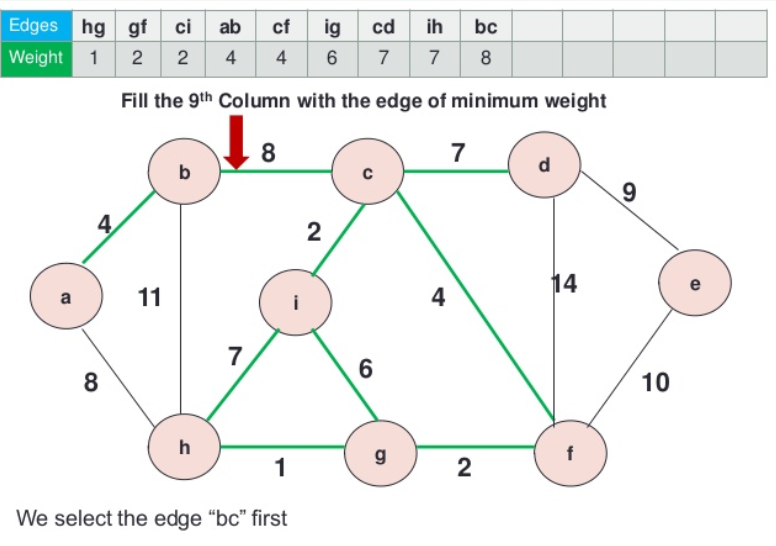 Edges hg gf ci ab cf ig cd ih bc
Weight 1 2 2 4 4 6 7 7 8
Fill the 9th Column with the edge of minimum weight
8 7
b c d
9
4 2
a 11 i 4 14 e
7 6
8 10
h g f
1 2
We select the edge “bc” first